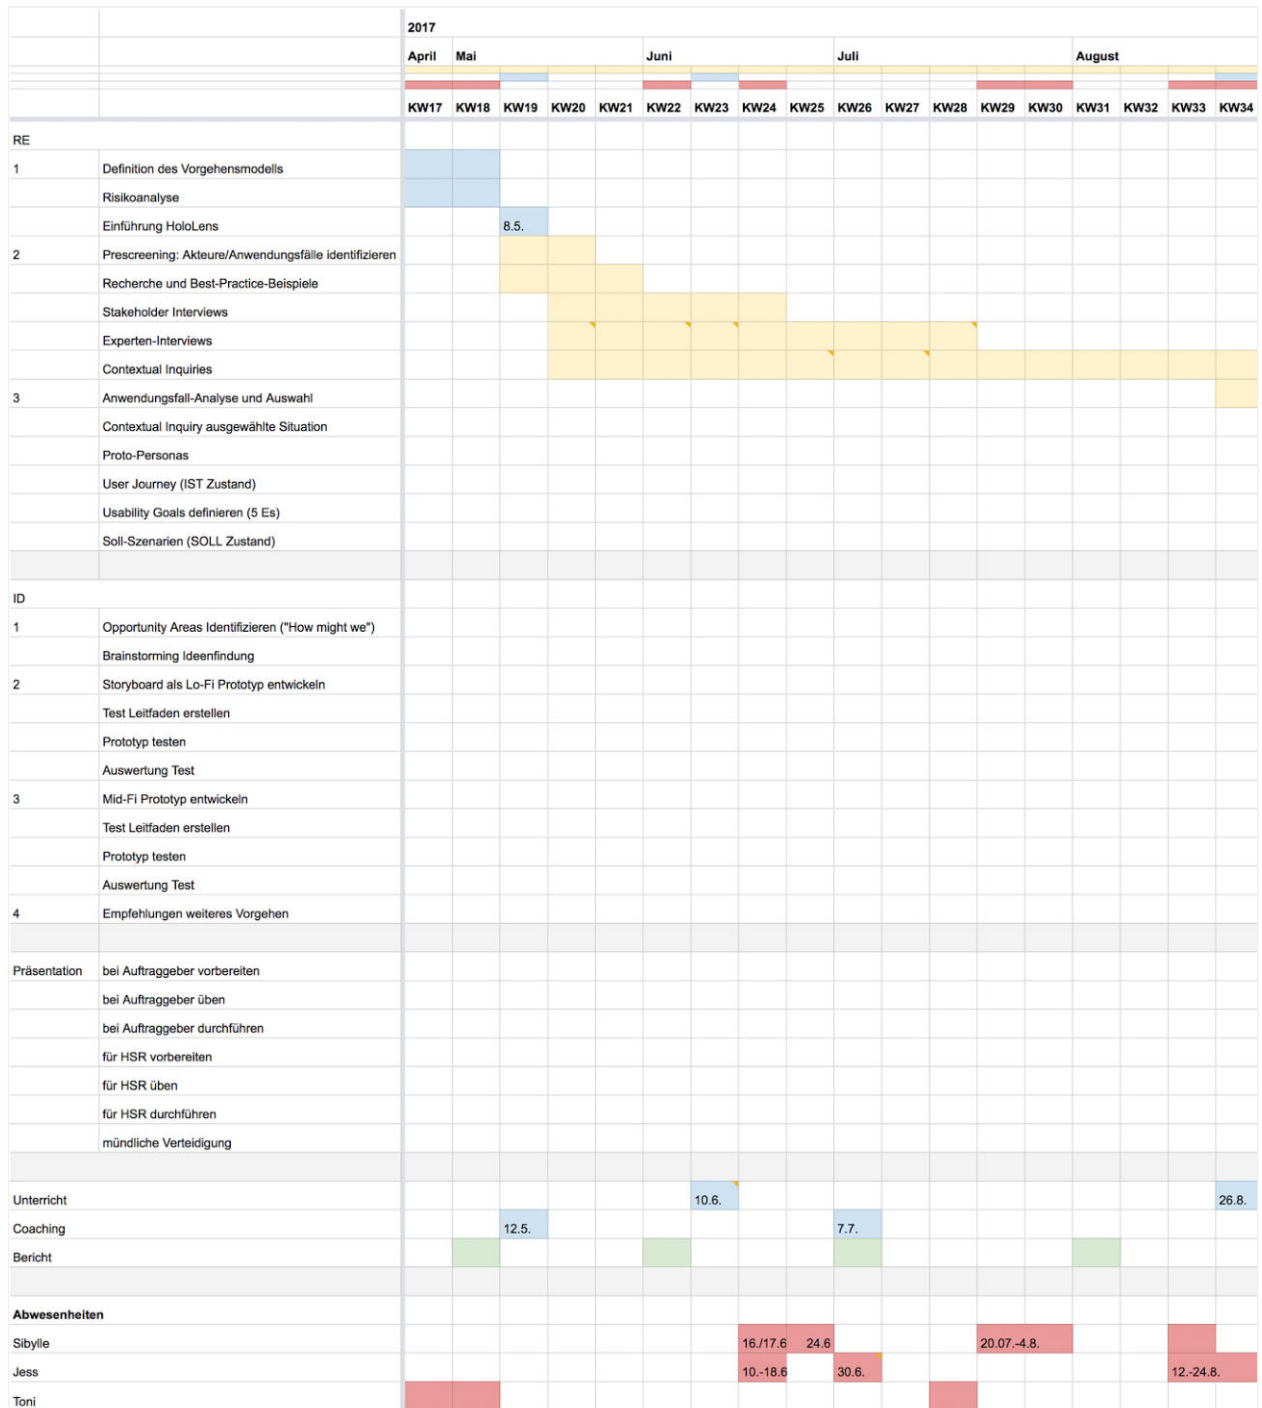 2017
April Mai Juni Juli August
KW17 KW18 KW19 KW20 KW21 KW22 KW23 KW24 KW25 KW26 KW27 KW28 KW29 KW30 KW31 KW32 KW33 KW34
RE
1 Definition des Vorgehensmodells
Risikoanalyse
Einführung HoloLens 8.5.
2 Prescreening: Akteure/Anwendungsfälle identifizieren
Recherche und Best-Practice-Beispiele
Stakeholder Interviews
Experten-Interviews
Contextual Inquiries
3 Anwendungsfall-Analyse und Auswahl
Contextual Inquiry ausgewählte Situation
Proto-Personas
User Journey (IST Zustand)
Usability Goals definieren (5 Es)
Soll-Szenarien (SOLL Zustand)
ID
1 Opportunity Areas Identifizieren ("How might we")
Brainstorming Ideenfindung
2 Storyboard als Lo-Fi Prototyp entwickeln
Test Leitfaden erstellen
Prototyp testen
Auswertung Test
3 Mid-Fi Prototyp entwickeln
Test Leitfaden erstellen
Prototyp testen
Auswertung Test
4 Empfehlungen weiteres Vorgehen
Präsentation bei Auftraggeber vorbereiten
bei Auftraggeber üben
bei Auftraggeber durchführen
für HSR vorbereiten
für HSR üben
für HSR durchführen
mündliche Verteidigung
Unterricht 10.6. 26.8.
Coaching 12.5. 7.7.
Bericht
Abwesenheiten
Sibylle 16./17.6 24.6 20.07.-4.8.
Jess 10.-18.6 30.6. 12.-24.8.
Toni